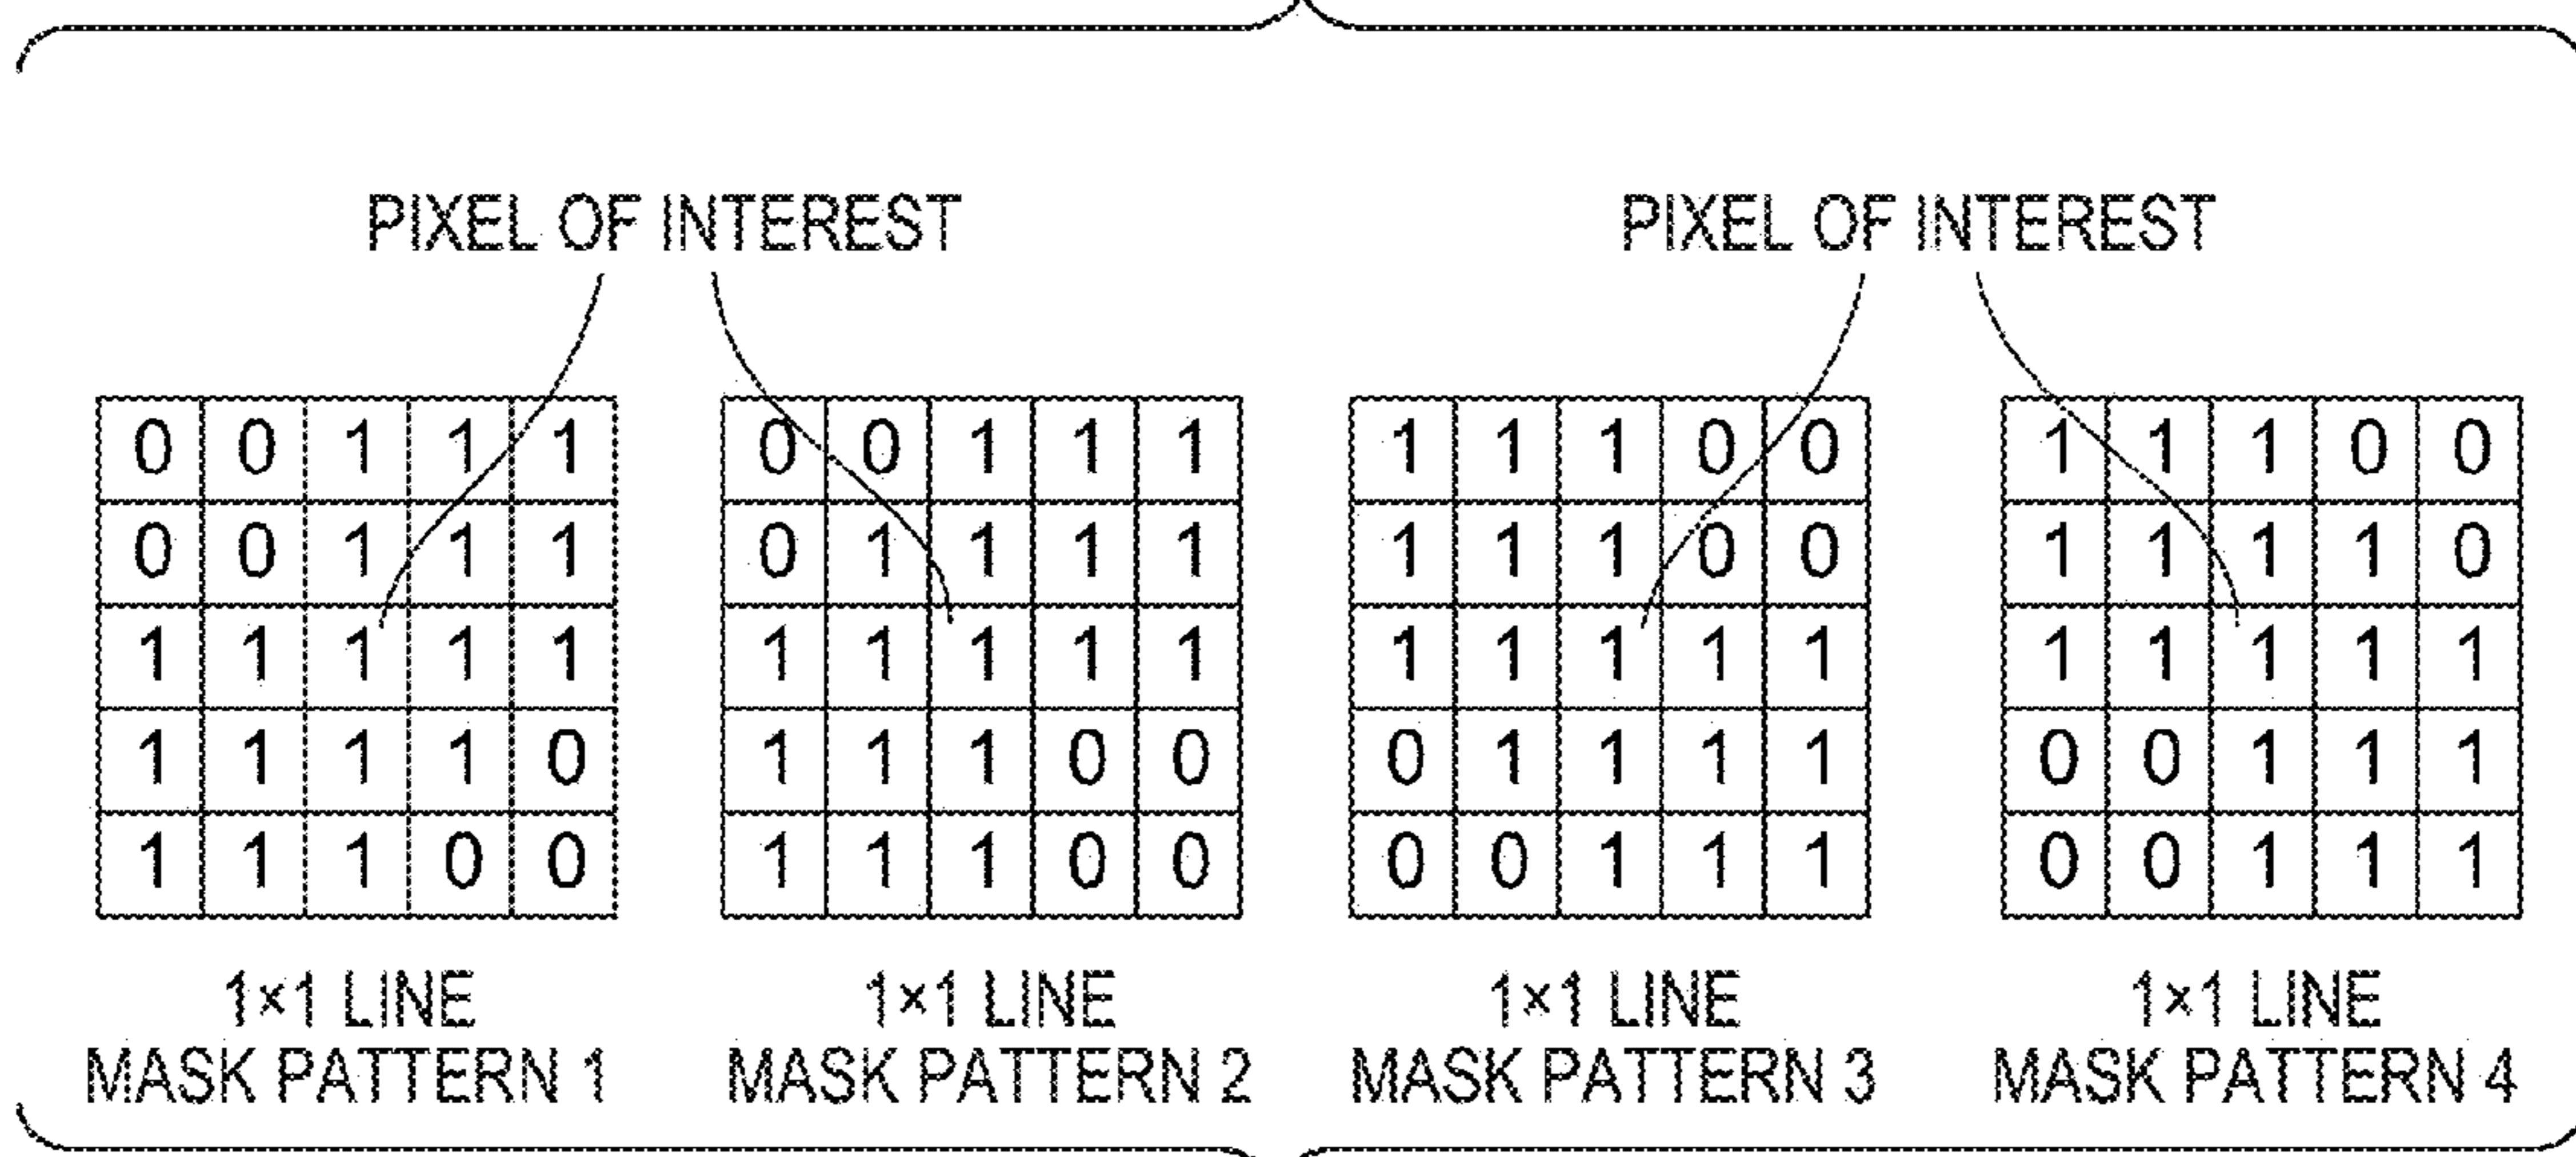 PIXEL OF INTEREST PIXEL OF INTEREST
0 0 1 1 1 0 0 1 1 1 1 1 1 0 0 1 1 1 0 0
0 0 1 1 1 0 1 1 1 1 1 1 1 0 0 1 1 1 1 0
1 1 1 1 1 1 1 1 1 1 1 1 1 1 1 1 1 1 1 1
1 1 1 1 0 1 1 1 0 0 0 1 1 1 1 0 0 1 1 1
1 1 1 0 0 1 1 1 0 0 0 0 1 1 1 0 0 1 1 1
1×1 LINE 1×1 LINE 1×1 LINE 1×1 LINE
MASK PATTERN 1 MASK PATTERN 2 MASK PATTERN 3 MASK PATTERN 4